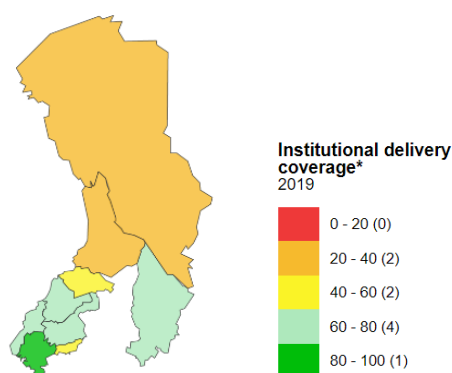 Institutional delivery
coverage*
2019
0 - 20 (0)
20 - 40 (2)
40 - 60 (2)
60 - 80 (4)
80 - 100 (1)